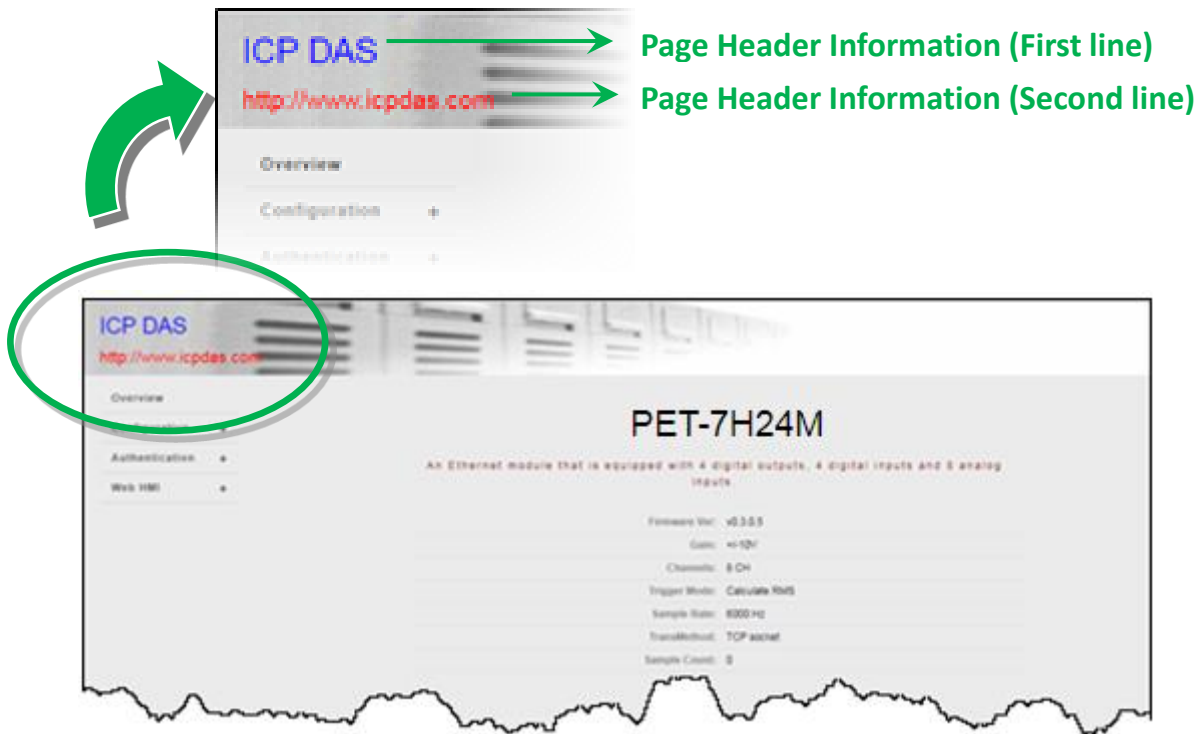 ICP DAS
Page Header Information (First line)
http://www.icpdas.com
Page Header Information (Second line)
Overview
Configuration +
Authentication +
ICP DAS
http://www.icpdas.com
Overview
Configuration +
Authentication +
Web HMI +
PET-7H24M
An Ethernet module that is equipped with 4 digital outputs, 4 digital inputs and 8 analog
inputs
Firmware Ver: v0.3.0.5
Gain: +/-10V
Channels: 8 CH
Trigger Mode: Calculate RMS
Sample Rate: 6000 Hz
TransMethod: TCP socket
Sample Count: 0